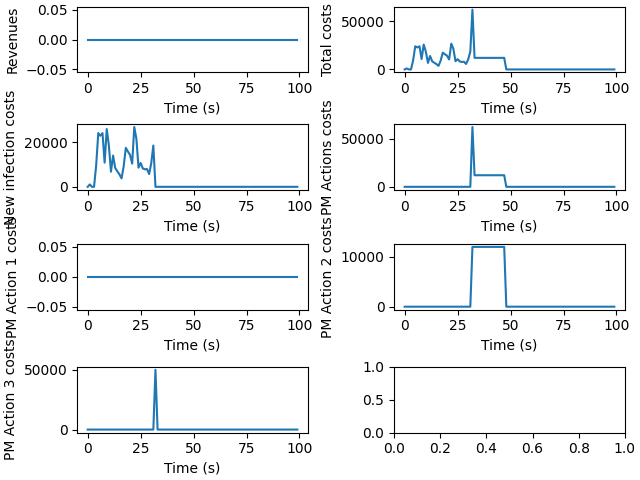 Revenues
0.05
0.00
−0.05
0 25 50 75 100
Time (s)
Total costs
50000
0
0 25 50 75 100
Time (s)
New infection costs
20000
0
0 25 50 75 100
Time (s)
PM Actions costs
50000
0
0 25 50 75 100
Time (s)
PM Action 1 costs
0.05
0.00
−0.05
0 25 50 75 100
Time (s)
PM Action 2 costs
10000
0
0 25 50 75 100
Time (s)
PM Action 3 costs
50000
0
0 25 50 75 100
Time (s)
1.0
0.5
0.0
0.0 0.2 0.4 0.6 0.8 1.0